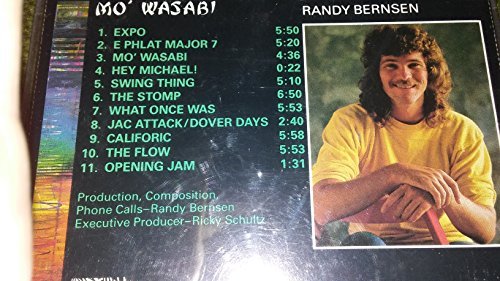 MO' WASABI
RANDY BERNSEN
1. EXPO 5:50
2. E PHLAT MAJOR 7 5:20
3. MO' WASABI 4:36
4. HEY MICHAEL! 0:22
5. SWING THING 5:10
6. THE STOMP 6:50
7. WHAT ONCE WAS 5:53
8. JAC ATTACK/DOVER DAYS 2:40
9. CALIFORIC 5:58
10. THE FLOW 5:53
11. OPENING JAM 1:31
Production, Composition,
Phone Calls–Randy Bernsen
Executive Producer–Ricky Schultz